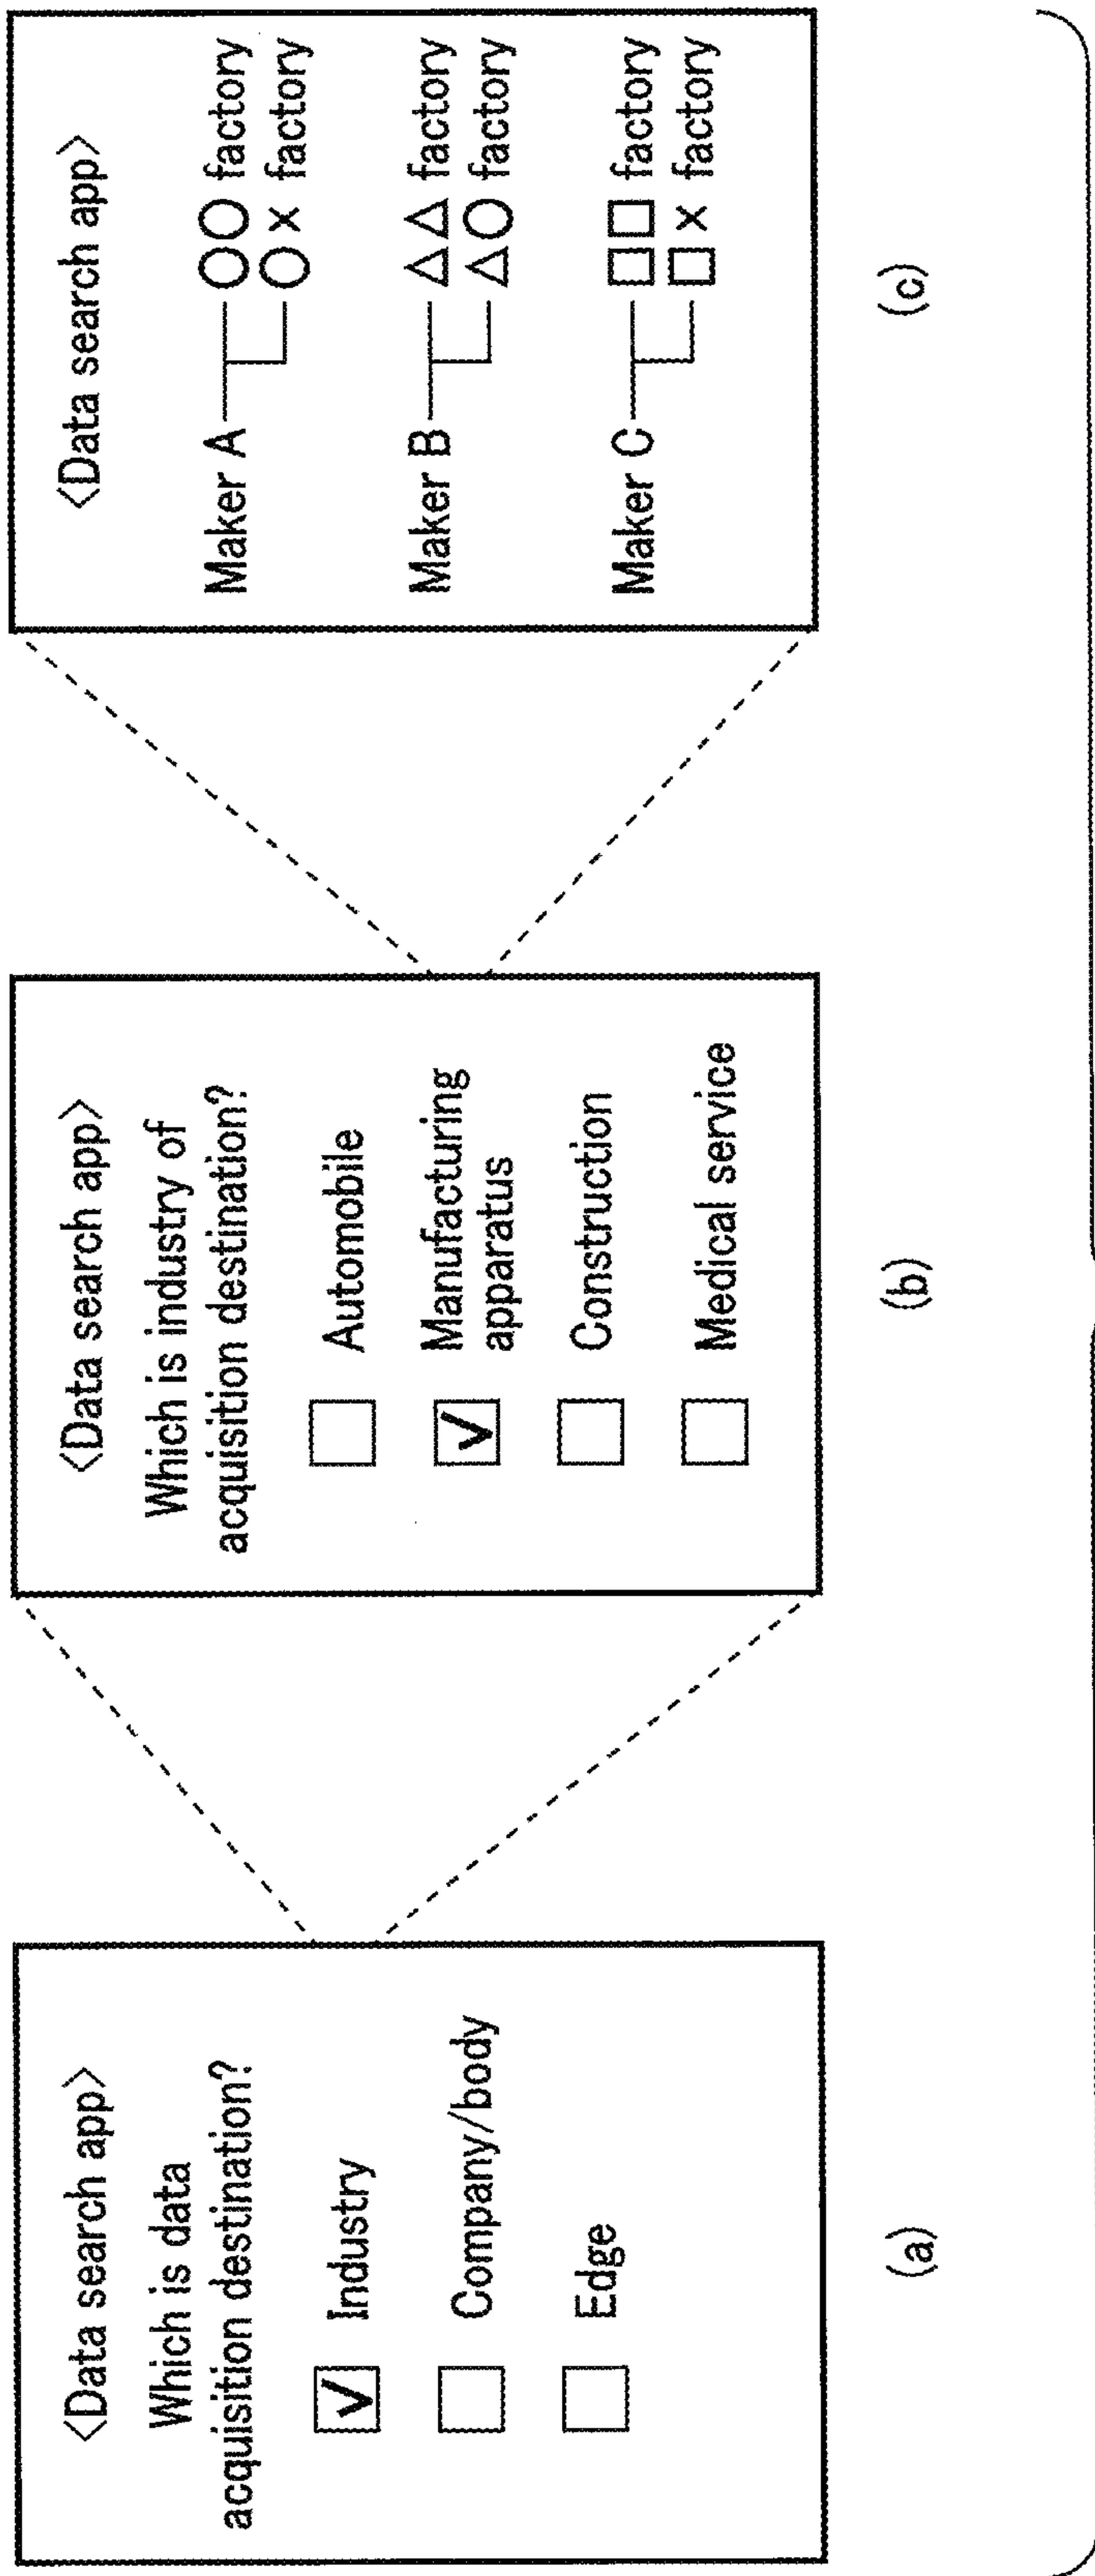 <Data search app>
Which is data
acquisition destination?
✓ Industry
Company/body
Edge
(a)
<Data search app>
Which is industry of
acquisition destination?
Automobile
✓ Manufacturing
apparatus
Construction
Medical service
(b)
<Data search app>
Maker A ○○ factory
○× factory
Maker B △△ factory
△○ factory
Maker C □□ factory
□× factory
(c)